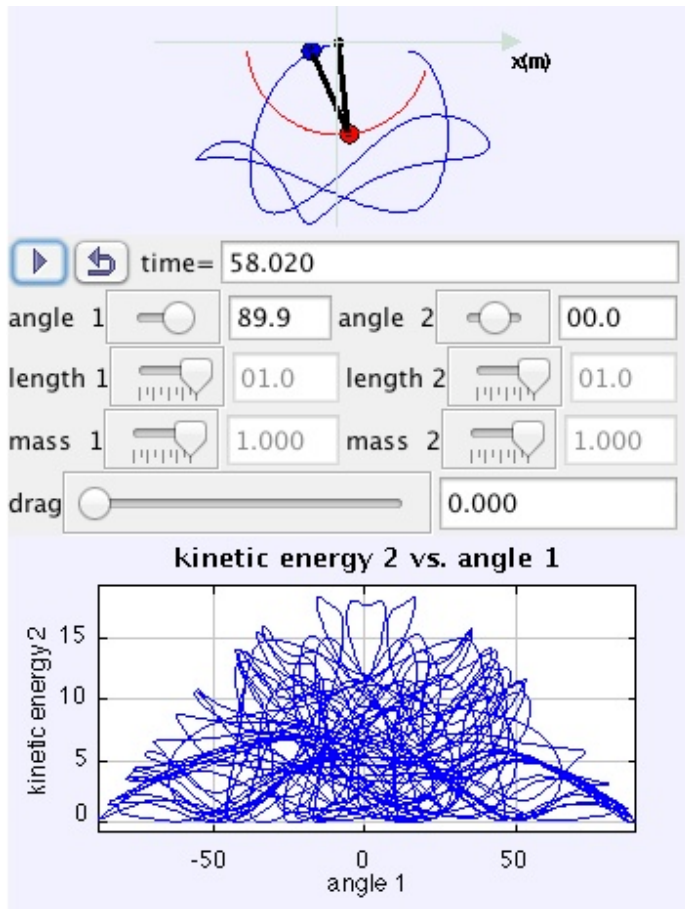 x(m)
time= 58.020
angle 1 89.9 angle 2 00.0
length 1 01.0 length 2 01.0
mass 1 1.000 mass 2 1.000
drag 0.000
kinetic energy 2 vs. angle 1
kinetic energy 2
15
10
5
0
-50 0 50
angle 1